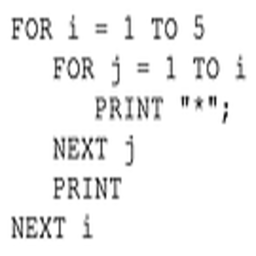 FOR i = 1 TO 5
   FOR j = 1 TO i
      PRINT "*";
   NEXT j
   PRINT
NEXT i